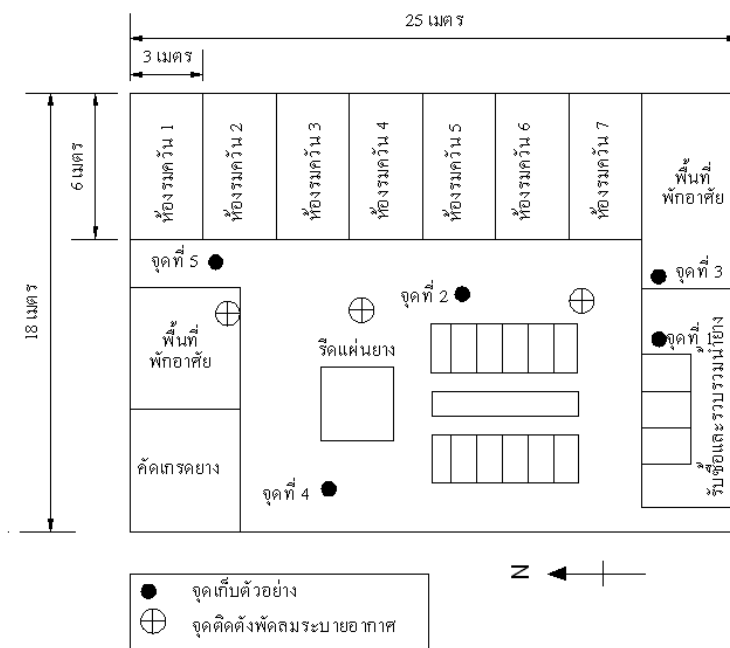 25 เมตร
3 เมตร
6 เมตร
18 เมตร
ห้องรมควัน 1
ห้องรมควัน 2
ห้องรมควัน 3
ห้องรมควัน 4
ห้องรมควัน 5
ห้องรมควัน 6
ห้องรมควัน 7
พื้นที่
พักอาศัย
จุดที่ 5
จุดที่ 2
จุดที่ 3
จุดที่ 1
พื้นที่
พักอาศัย
รีดแผ่นยาง
รับซื้อและรวบรวมน้ำยาง
คัดเกรดยาง
จุดที่ 4
N
จุดเก็บตัวอย่าง
จุดติดตั้งพัดลมระบายอากาศ